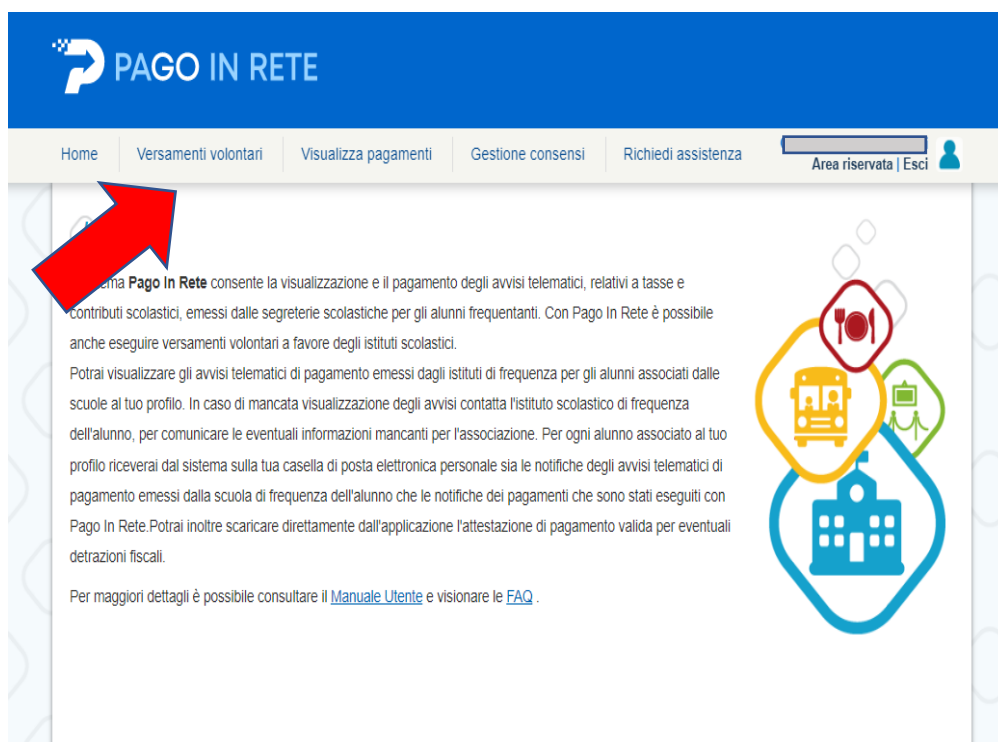 PAGO IN RETE
Home Versamenti volontari Visualizza pagamenti Gestione consensi Richiedi assistenza
Area riservata | Esci
Pago In Rete consente la visualizzazione e il pagamento degli avvisi telematici, relativi a tasse e
contributi scolastici, emessi dalle segreterie scolastiche per gli alunni frequentanti. Con Pago In Rete è possibile
anche eseguire versamenti volontari a favore degli istituti scolastici.
Potrai visualizzare gli avvisi telematici di pagamento emessi dagli istituti di frequenza per gli alunni associati dalle
scuole al tuo profilo. In caso di mancata visualizzazione degli avvisi contatta l'istituto scolastico di frequenza
dell'alunno, per comunicare le eventuali informazioni mancanti per l'associazione. Per ogni alunno associato al tuo
profilo riceverai dal sistema sulla tua casella di posta elettronica personale sia le notifiche degli avvisi telematici di
pagamento emessi dalla scuola di frequenza dell'alunno che le notifiche dei pagamenti che sono stati eseguiti con
Pago In Rete.Potrai inoltre scaricare direttamente dall'applicazione l'attestazione di pagamento valida per eventuali
detrazioni fiscali.
Per maggiori dettagli è possibile consultare il Manuale Utente e visionare le FAQ .